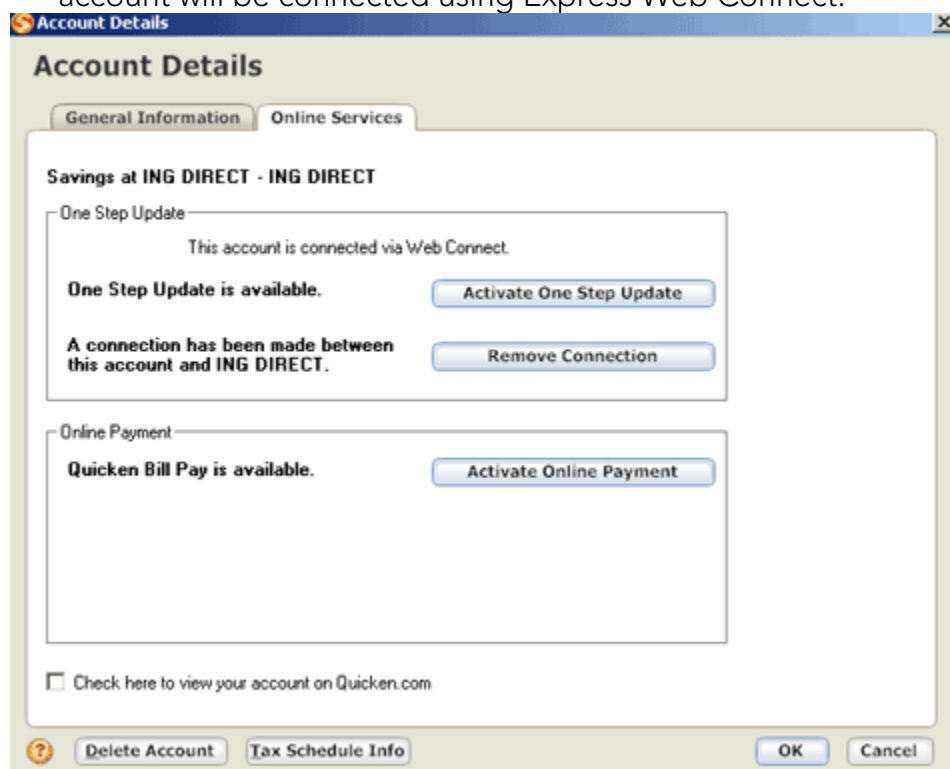 account will be connected using Express Web Connect.
Account Details
Account Details
General Information Online Services
Savings at ING DIRECT - ING DIRECT
One Step Update
This account is connected via Web Connect.
One Step Update is available. Activate One Step Update
A connection has been made between
this account and ING DIRECT. Remove Connection
Online Payment
Quicken Bill Pay is available. Activate Online Payment
Check here to view your account on Quicken.com
? Delete Account Tax Schedule Info OK Cancel